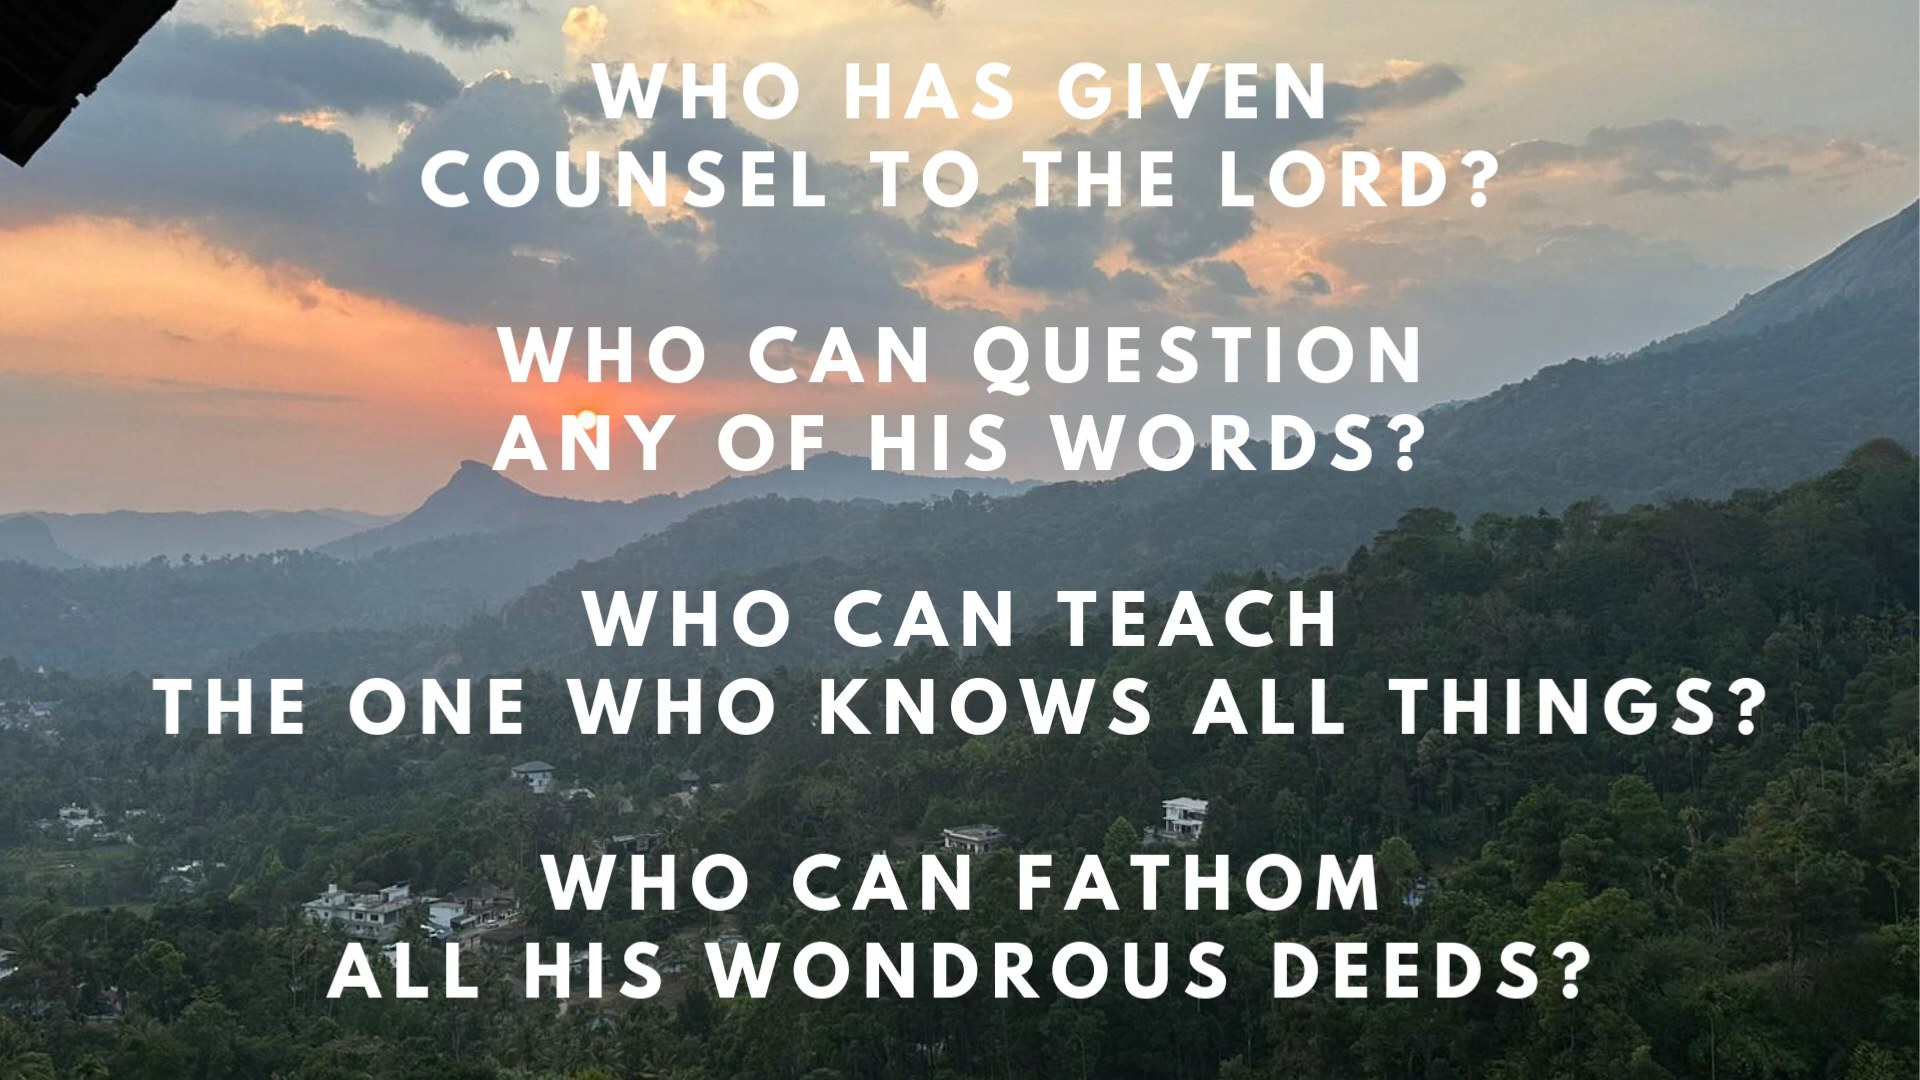 WHO HAS GIVEN
COUNSEL TO THE LORD?
WHO CAN QUESTION
ANY OF HIS WORDS?
WHO CAN TEACH
THE ONE WHO KNOWS ALL THINGS?
WHO CAN FATHOM
ALL HIS WONDROUS DEEDS?